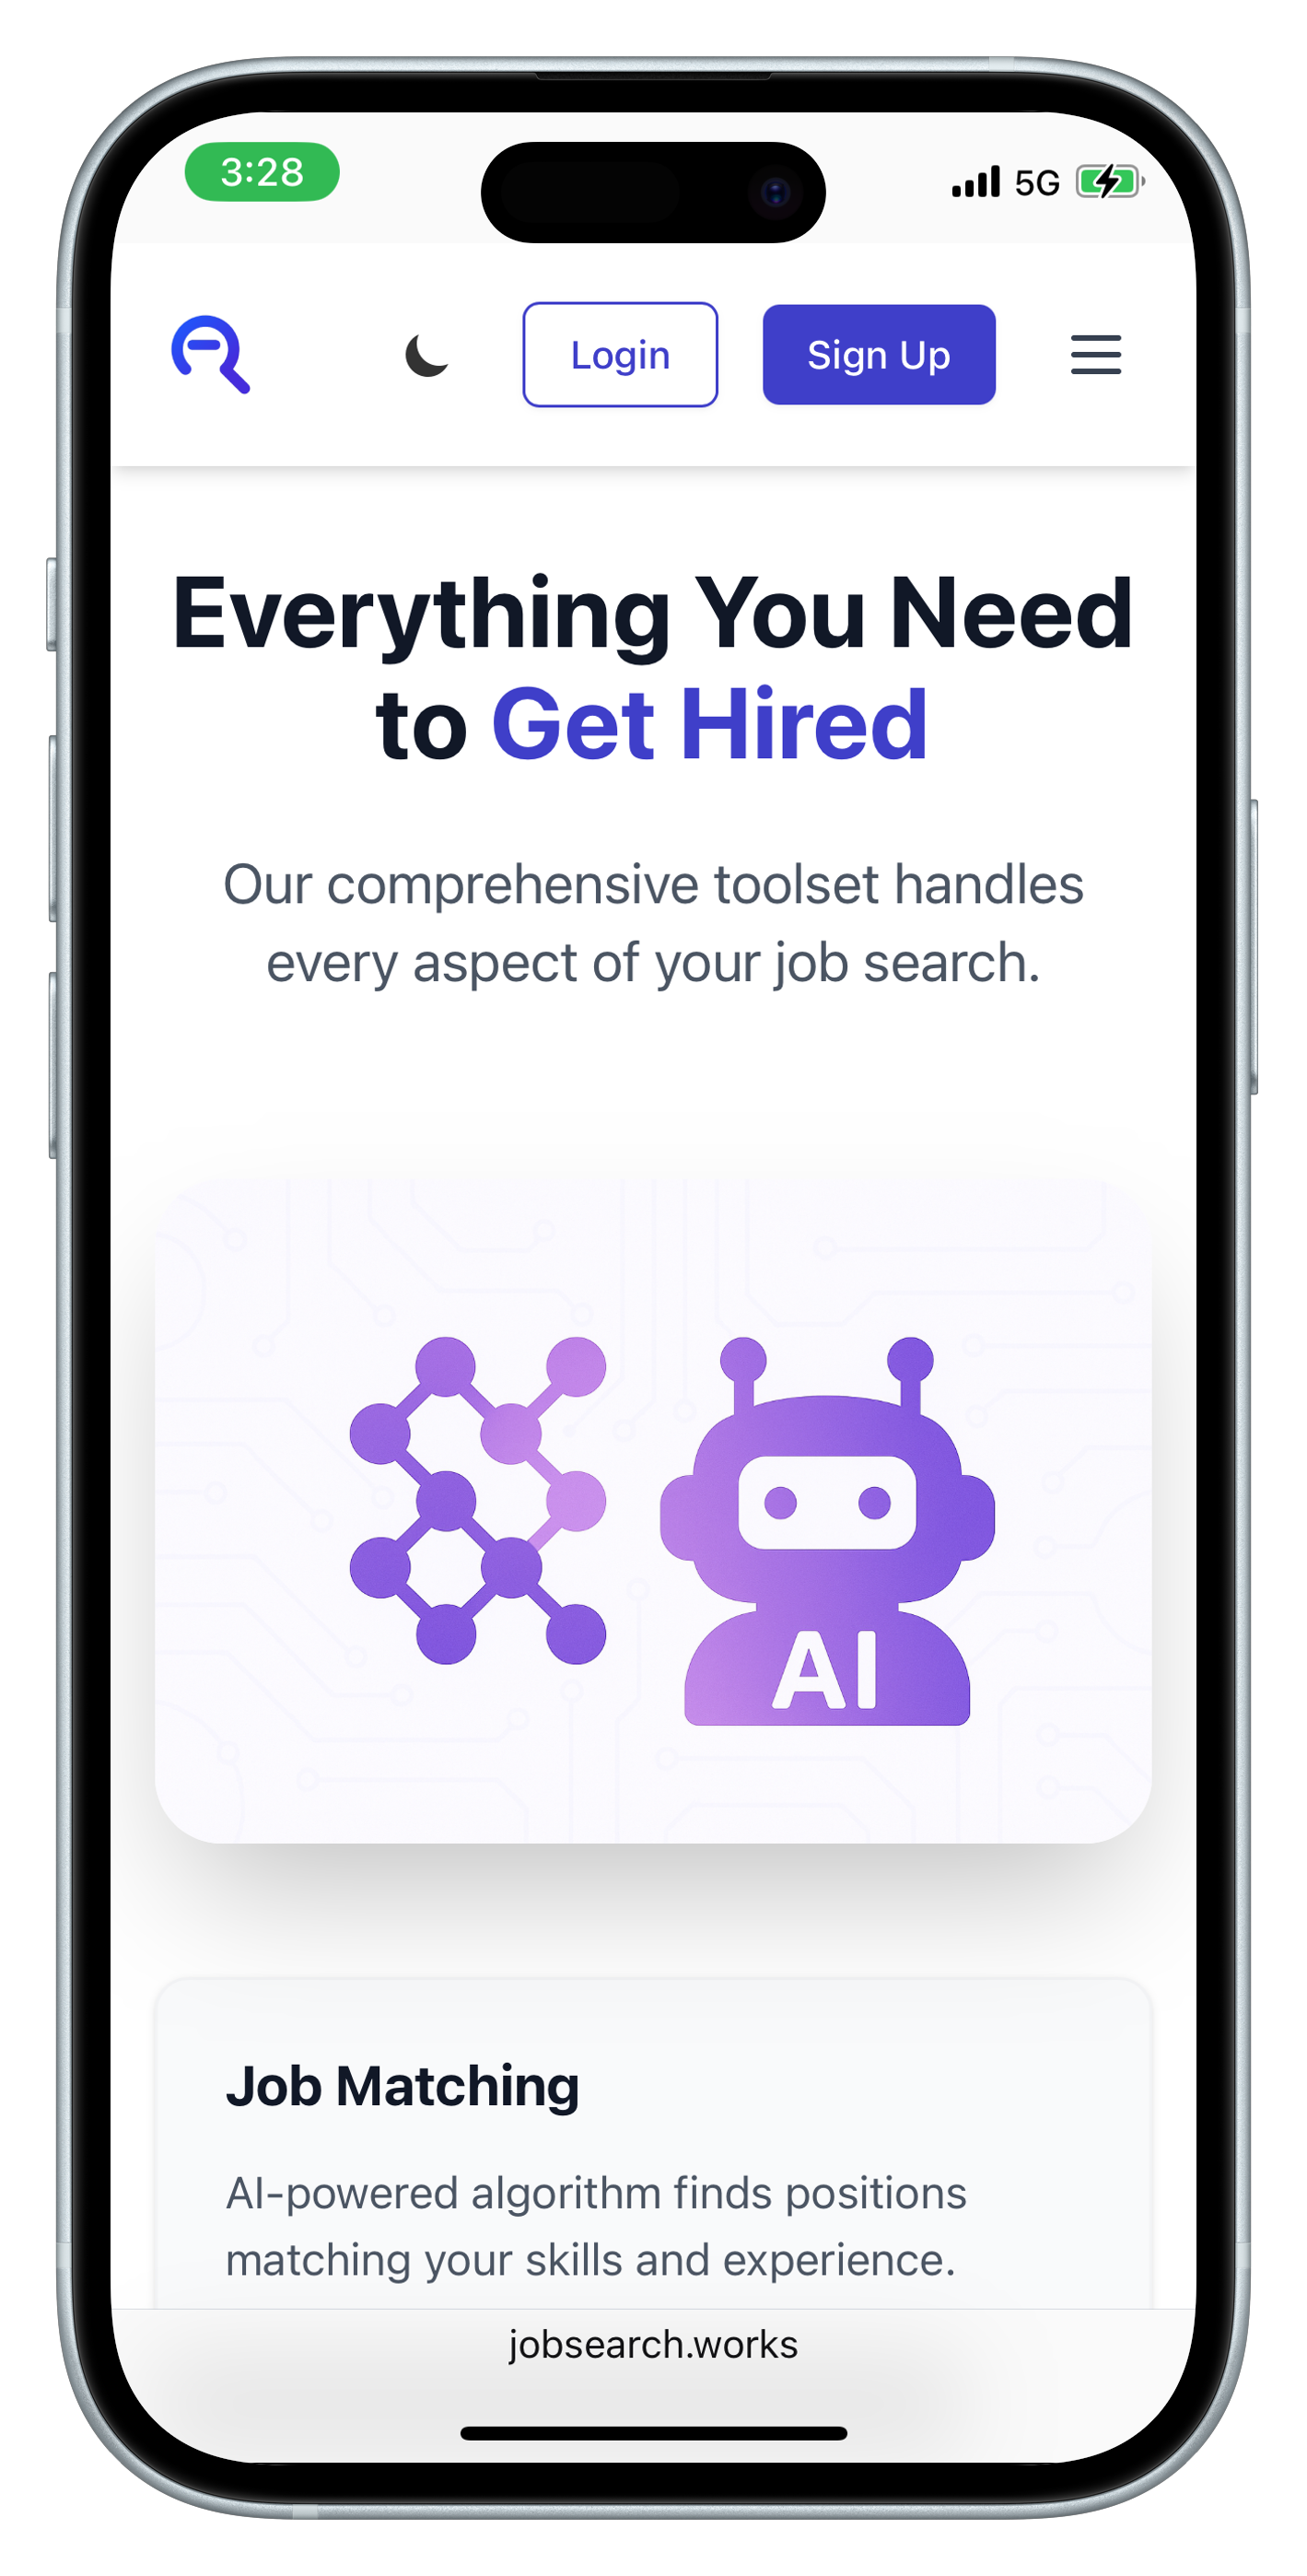 3:28
5G
Login
Sign Up
Everything You Need
to Get Hired
Our comprehensive toolset handles
every aspect of your job search.
AI
Job Matching
AI-powered algorithm finds positions
matching your skills and experience.
jobsearch.works